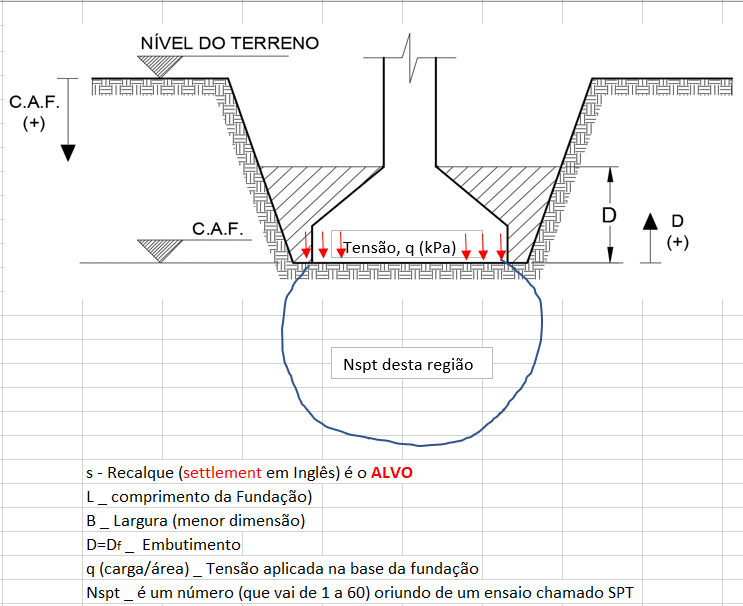 NÍVEL DO TERRENO
C.A.F.
(+)
C.A.F.
D
D
(+)
Tensão, q (kPa)
Nspt desta região
s - Recalque (settlement em Inglês) é o ALVO
L _ comprimento da Fundação)
B _ Largura (menor dimensão)
D=Df _ Embutimento
q (carga/área) _ Tensão aplicada na base da fundação
Nspt _ é um número (que vai de 1 a 60) oriundo de um ensaio chamado SPT